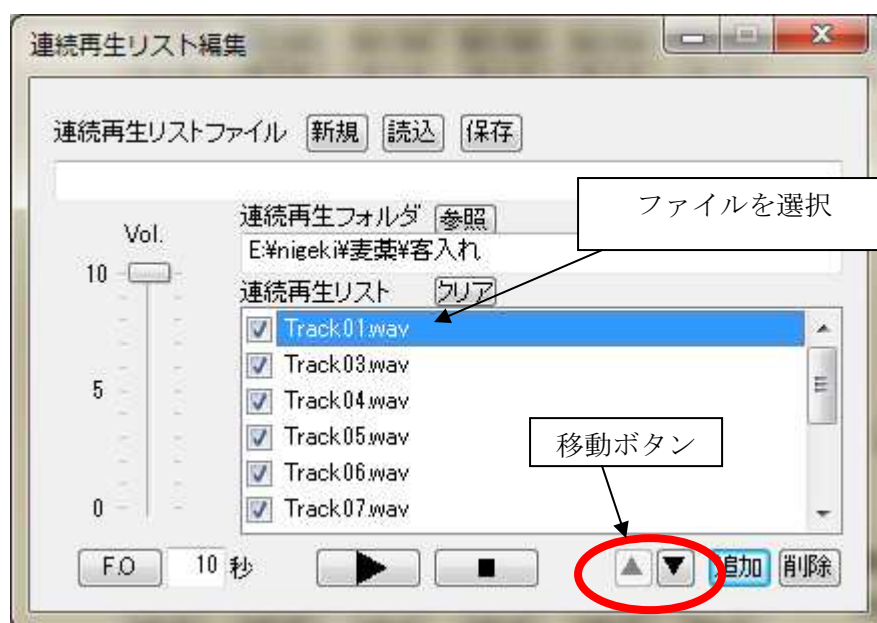 連続再生リスト編集
連続再生リストファイル 新規 読込 保存
ファイルを選択
連続再生フォルダ 参照
Vol.
E:¥nigeki¥麦藁¥客入れ
10
連続再生リスト クリア
Track01.wav
Track03.wav
5
Track04.wav
Track05.wav
移動ボタン
Track06.wav
0
Track07.wav
F.O 10 秒 ▶ ■ ▲ ▼ 追加 削除